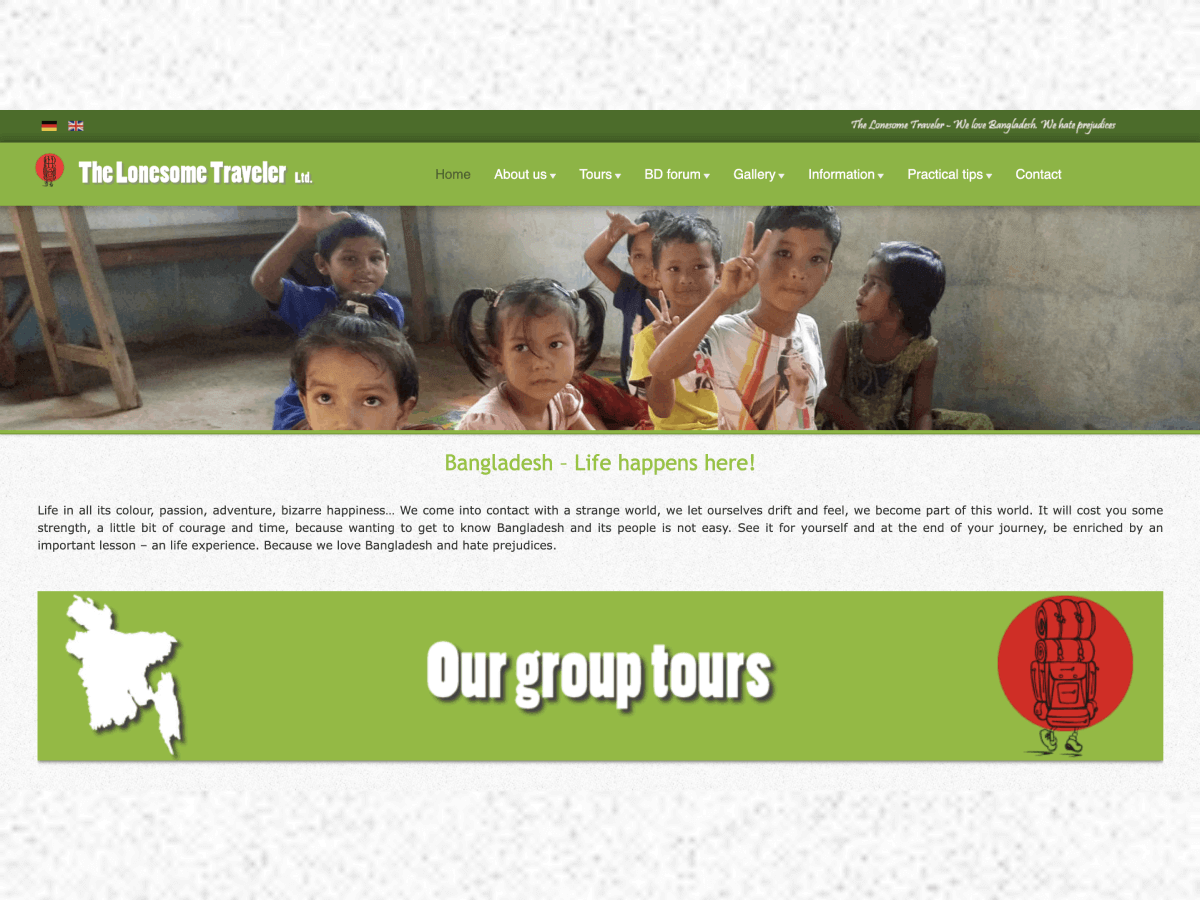 The Lonesome Traveler - We love Bangladesh. We hate prejudices
The Lonesome Traveler Ltd.
Home About us Tours BD forum Gallery Information Practical tips Contact
Bangladesh – Life happens here!
Life in all its colour, passion, adventure, bizarre happiness… We come into contact with a strange world, we let ourselves drift and feel, we become part of this world. It will cost you some
strength, a little bit of courage and time, because wanting to get to know Bangladesh and its people is not easy. See it for yourself and at the end of your journey, be enriched by an
important lesson – an life experience. Because we love Bangladesh and hate prejudices.
Our group tours